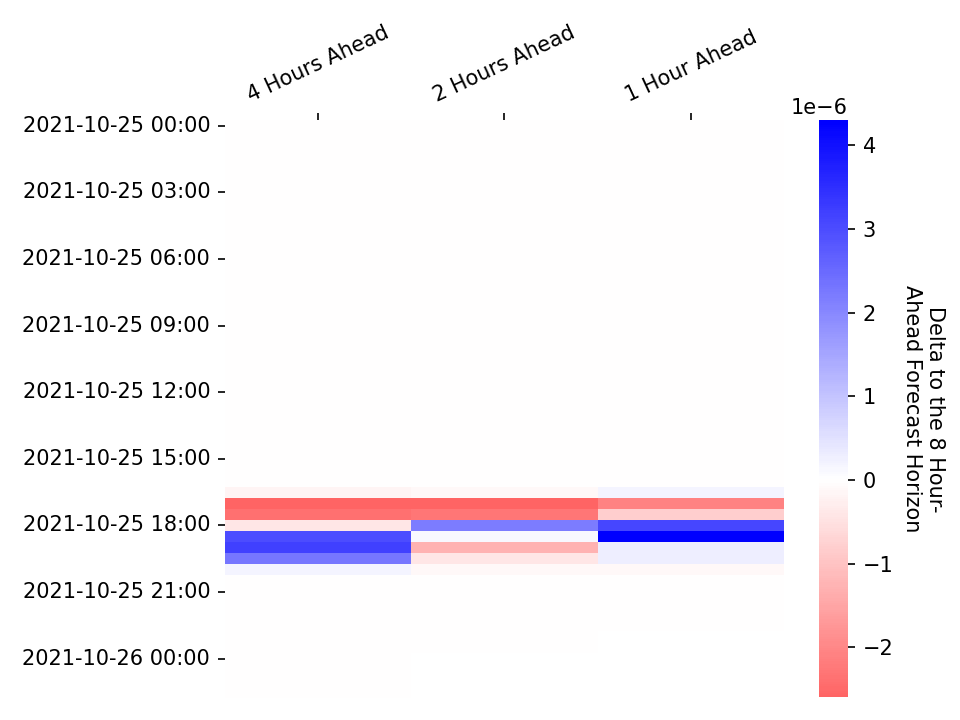 4 Hours Ahead
2 Hours Ahead
1 Hour Ahead
2021-10-25 00:00
2021-10-25 03:00
2021-10-25 06:00
2021-10-25 09:00
2021-10-25 12:00
2021-10-25 15:00
2021-10-25 18:00
2021-10-25 21:00
2021-10-26 00:00
1e−6
4
3
2
1
0
−1
−2
Delta to the 8 Hour-
Ahead Forecast Horizon